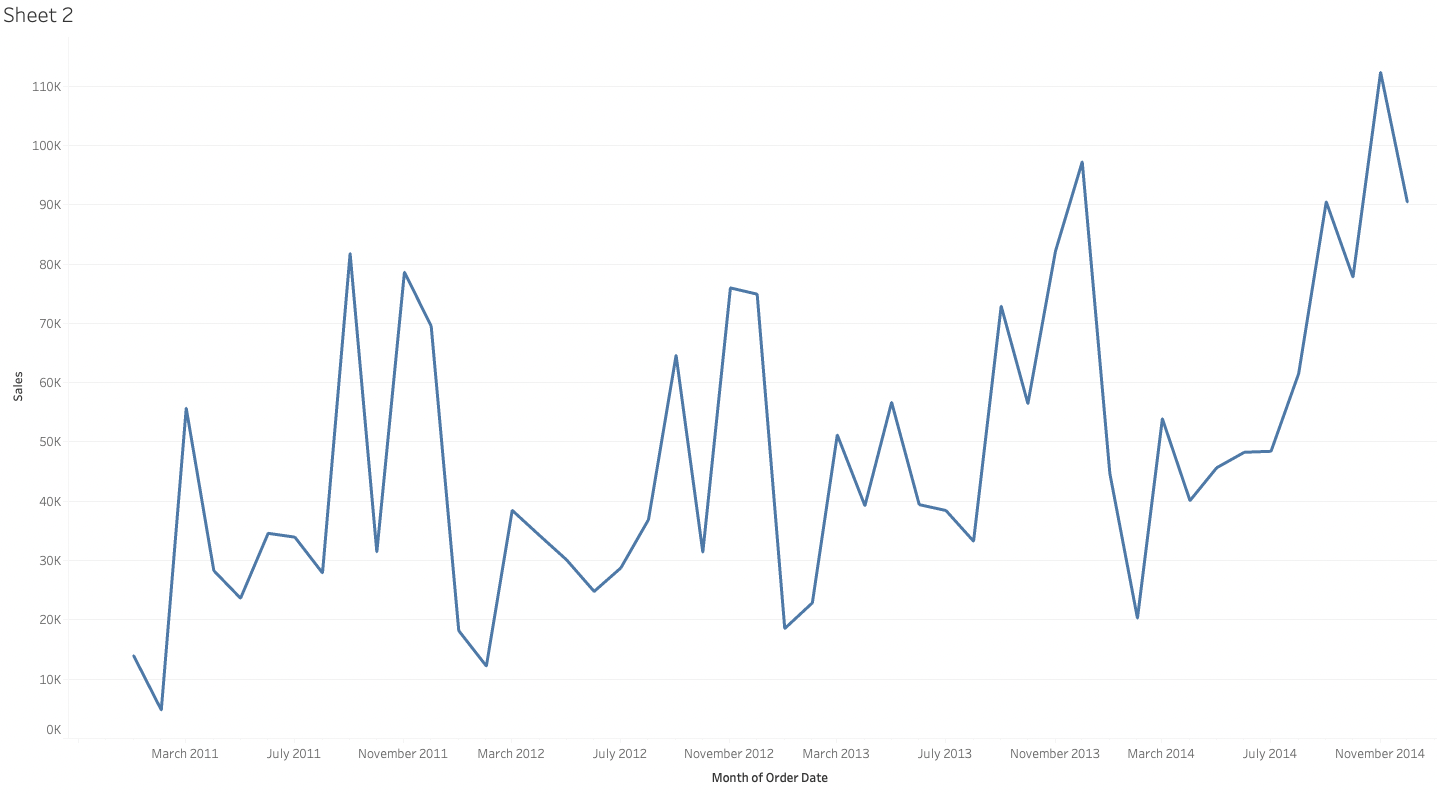 Sheet 2
110K
100K
90K
80K
70K
60K
50K
40K
30K
20K
10K
0K
Sales
March 2011
July 2011
November 2011
March 2012
July 2012
November 2012
March 2013
July 2013
November 2013
March 2014
July 2014
November 2014
Month of Order Date